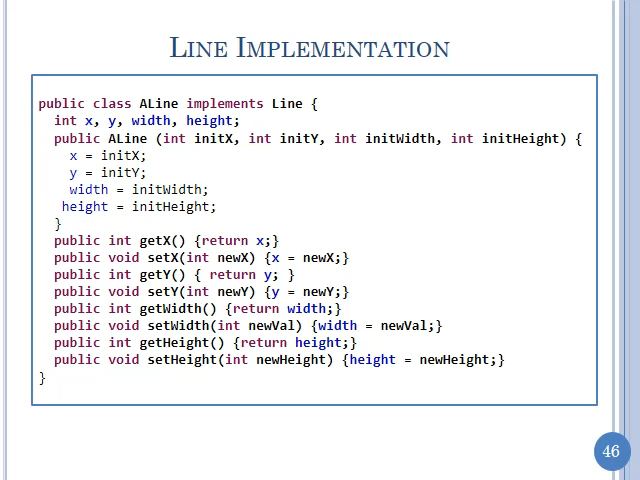 LINE IMPLEMENTATION
public class ALine implements Line {
int x, y, width, height;
public ALine (int initX, int initY, int initWidth, int initHeight) {
x = initX;
y = initY;
width = initWidth;
height = initHeight;
}
public int getX() {return x;}
public void setX(int newX) {x = newX;}
public int getY() { return y; }
public void setY(int newY) {y = newY;}
public int getWidth() {return width;}
public void setWidth(int newVal) {width = newVal;}
public int getHeight() {return height;}
public void setHeight(int newHeight) {height = newHeight;}
}
46